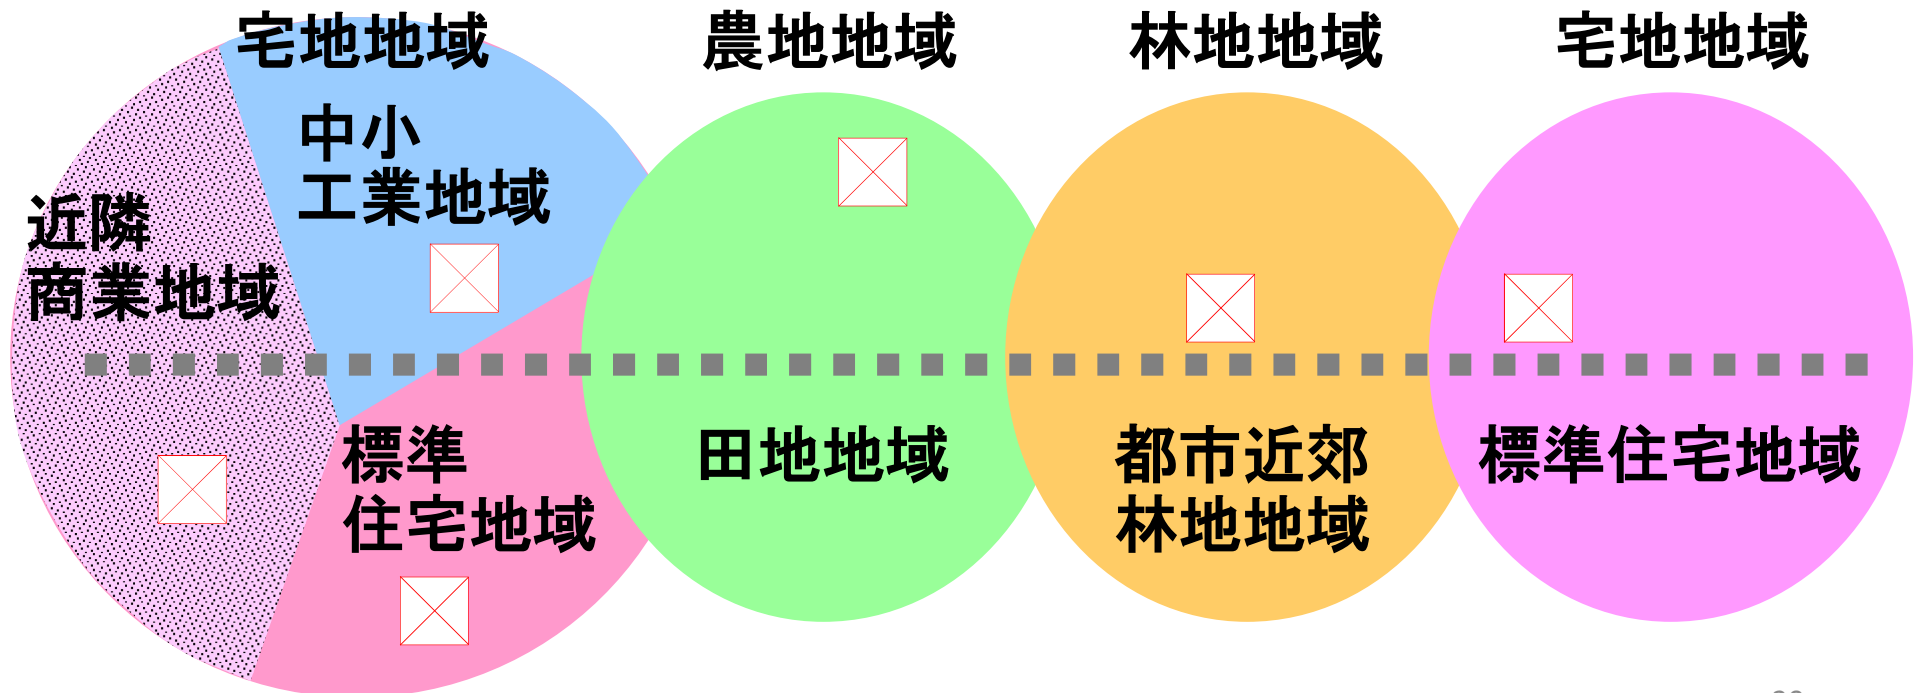 宅地地域
農地地域
林地地域
宅地地域
中小
工業地域
近隣
商業地域
標準
住宅地域
田地地域
都市近郊
林地地域
標準住宅地域